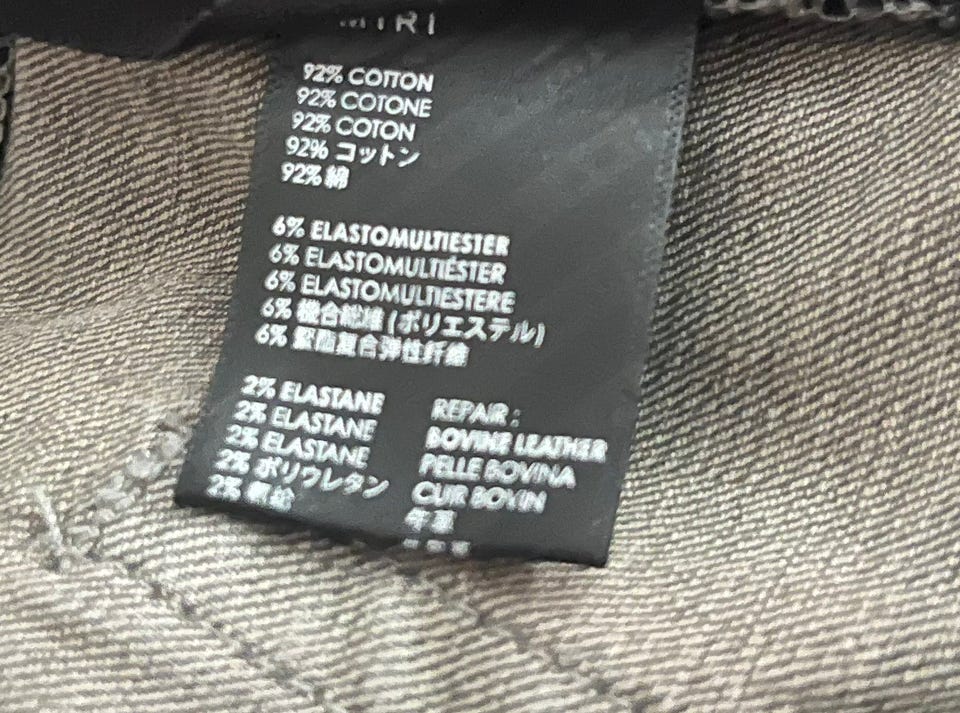 MIRI
92% COTTON
92% COTONE
92% COTON
92% コットン
92% 綿
6% ELASTOMULTIESTER
6% ELASTOMULTIÉSTER
6% ELASTOMULTIESTERE
6% 複合繊維 (ポリエステル)
6% 聚酯复合弹性纤维
2% ELASTANE
2% ELASTANE
2% ELASTANE
2% ポリウレタン
2%
REPAIR :
BOVINE LEATHER
PELLE BOVINA
CUIR BOVIN
牛革